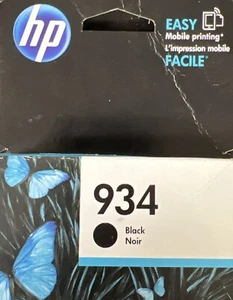 hp
EASY
Mobile printing*
L'impression mobile
FACILE*
934
Black
Noir